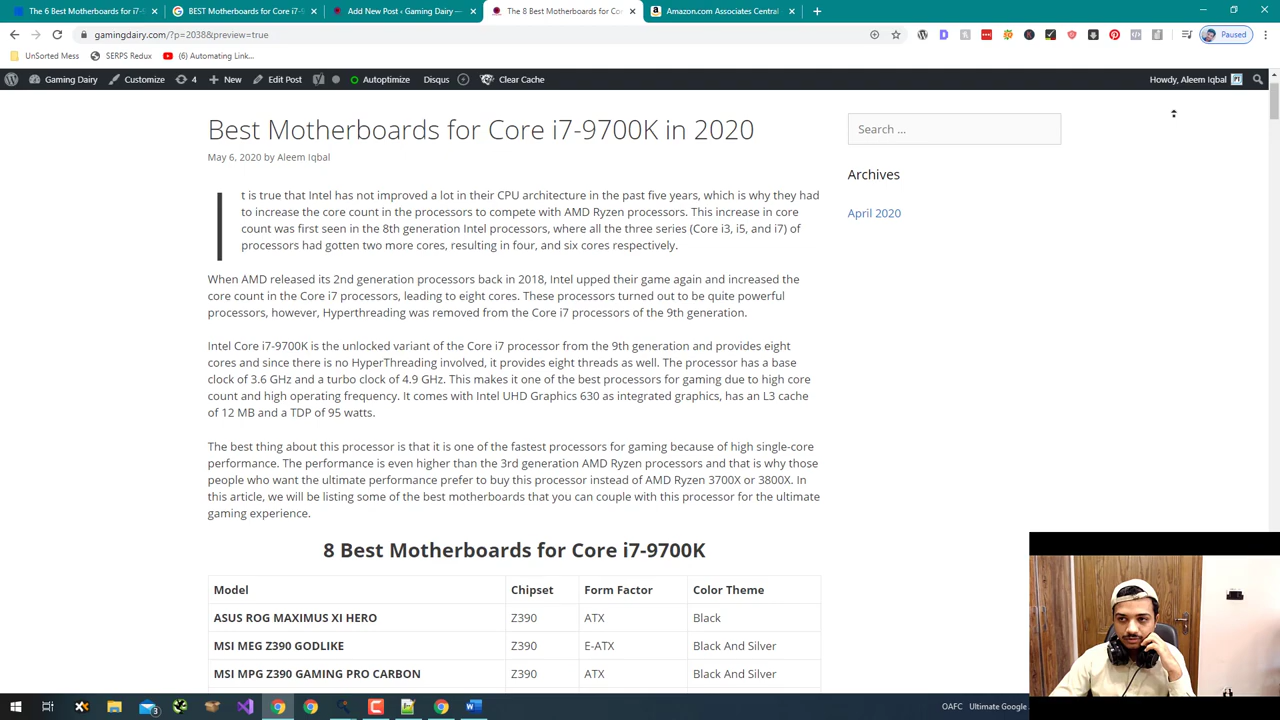 The 6 Best Motherboards for i7-9
BEST Motherboards for Core i7-
Add New Post ‹ Gaming Dairy —
The 8 Best Motherboards for Co
Amazon.com Associates Central
gamingdairy.com/?p=2038&preview=true
Paused
UnSorted Mess
SERPS Redux
(6) Automating Link...
Gaming Dairy
Customize
4
New
Edit Post
Autoptimize
Disqus
Clear Cache
Howdy, Aleem Iqbal
Best Motherboards for Core i7-9700K in 2020
May 6, 2020 by Aleem Iqbal
It is true that Intel has not improved a lot in their CPU architecture in the past five years, which is why they had
to increase the core count in the processors to compete with AMD Ryzen processors. This increase in core
count was first seen in the 8th generation Intel processors, where all the three series (Core i3, i5, and i7) of
processors had gotten two more cores, resulting in four, and six cores respectively.
When AMD released its 2nd generation processors back in 2018, Intel upped their game again and increased the
core count in the Core i7 processors, leading to eight cores. These processors turned out to be quite powerful
processors, however, Hyperthreading was removed from the Core i7 processors of the 9th generation.
Intel Core i7-9700K is the unlocked variant of the Core i7 processor from the 9th generation and provides eight
cores and since there is no HyperThreading involved, it provides eight threads as well. The processor has a base
clock of 3.6 GHz and a turbo clock of 4.9 GHz. This makes it one of the best processors for gaming due to high core
count and high operating frequency. It comes with Intel UHD Graphics 630 as integrated graphics, has an L3 cache
of 12 MB and a TDP of 95 watts.
The best thing about this processor is that it is one of the fastest processors for gaming because of high single-core
performance. The performance is even higher than the 3rd generation AMD Ryzen processors and that is why those
people who want the ultimate performance prefer to buy this processor instead of AMD Ryzen 3700X or 3800X. In
this article, we will be listing some of the best motherboards that you can couple with this processor for the ultimate
gaming experience.
8 Best Motherboards for Core i7-9700K
Model Chipset Form Factor Color Theme
ASUS ROG MAXIMUS XI HERO Z390 ATX Black
MSI MEG Z390 GODLIKE Z390 E-ATX Black And Silver
MSI MPG Z390 GAMING PRO CARBON Z390 ATX Black And Silver
Search ...
Archives
April 2020
3
OAFC
Ultimate Google